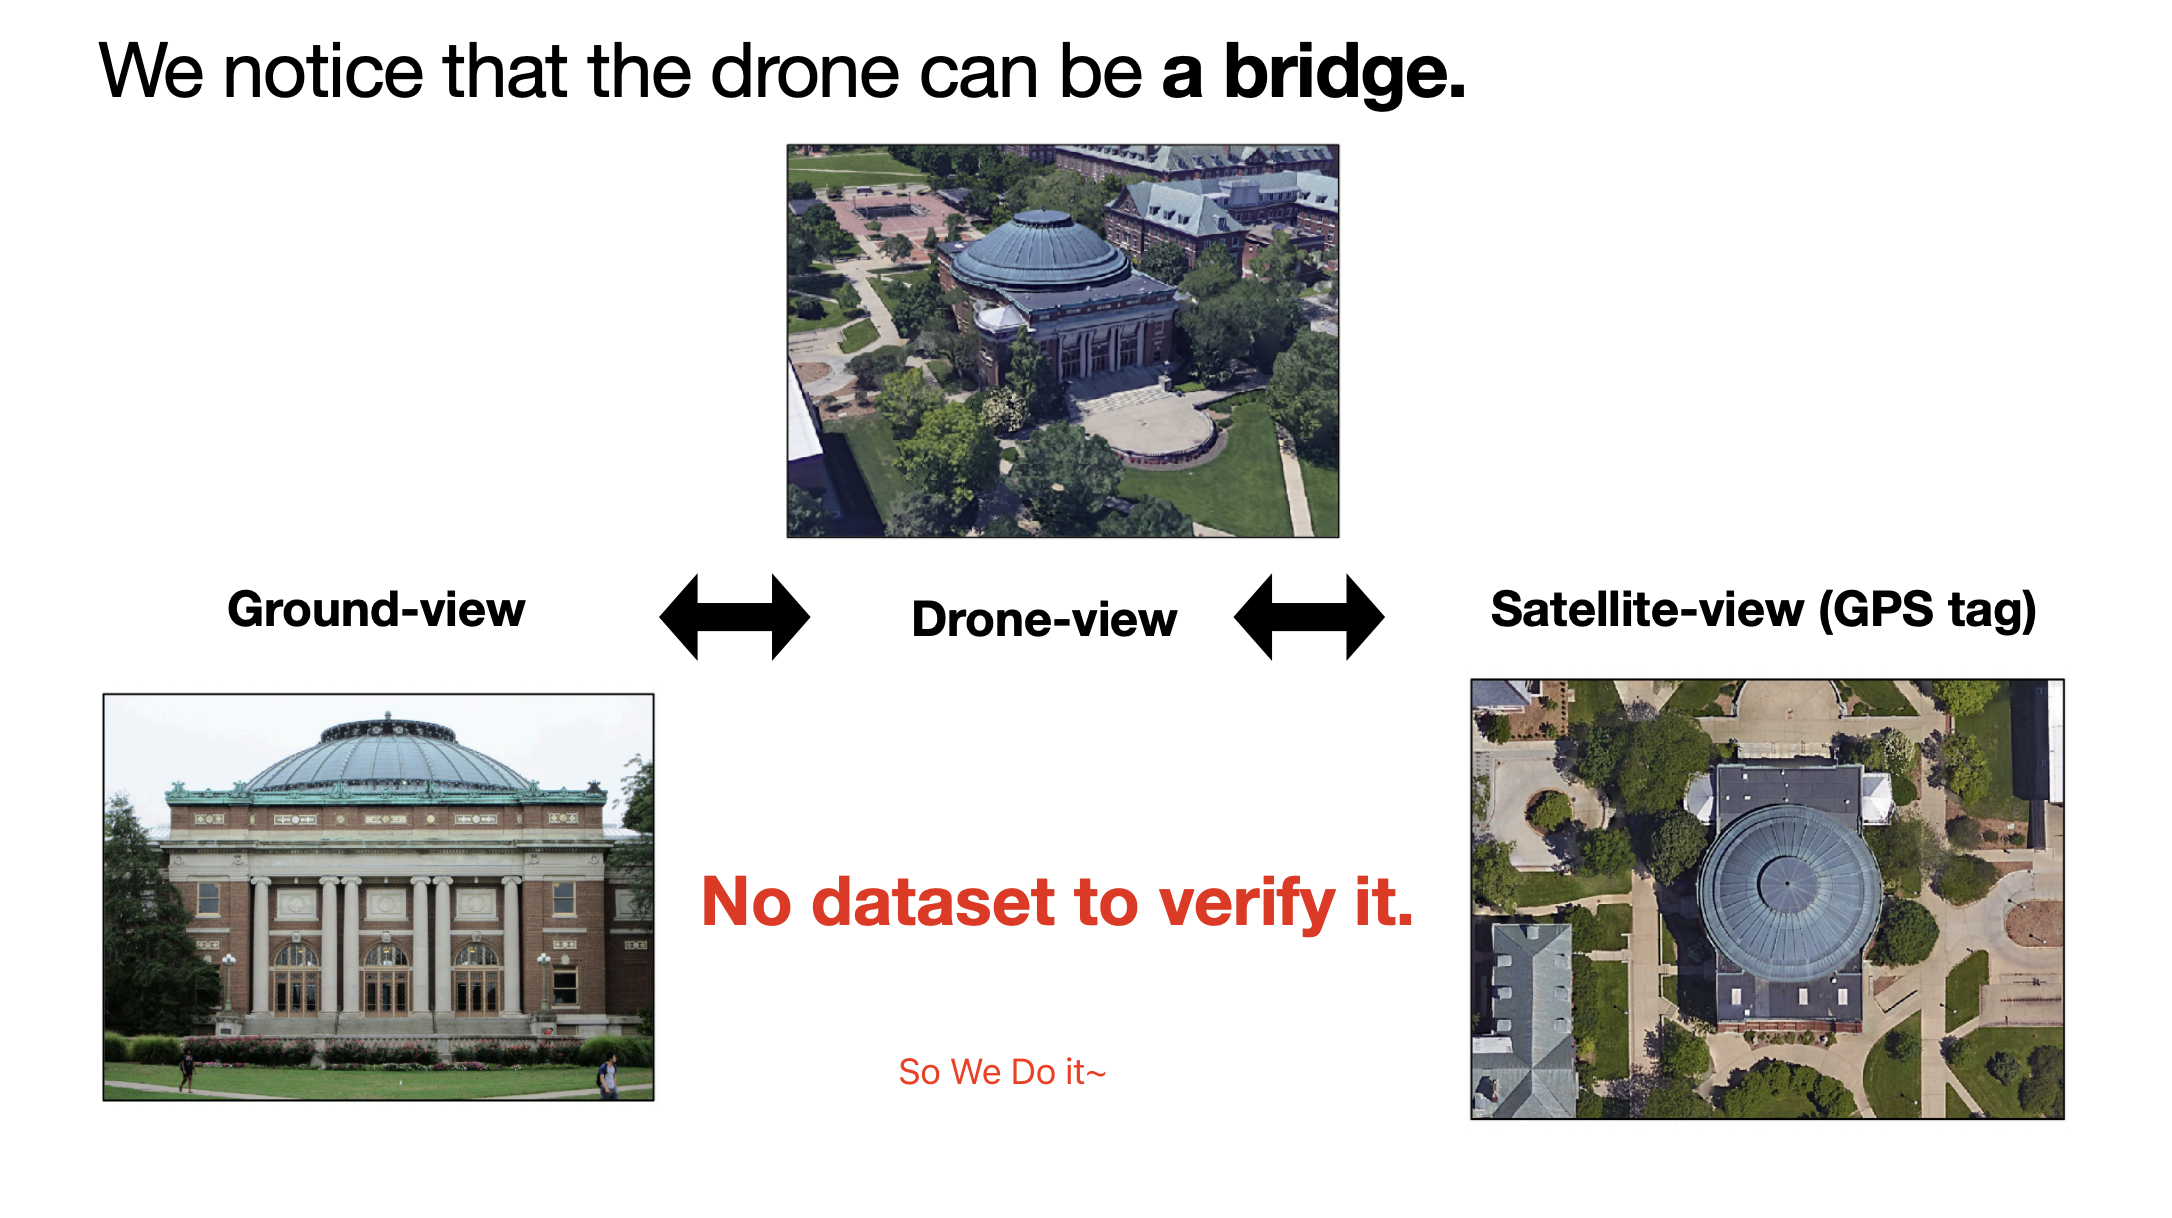 We notice that the drone can be a bridge.
Ground-view
Drone-view
Satellite-view (GPS tag)
No dataset to verify it.
So We Do it~